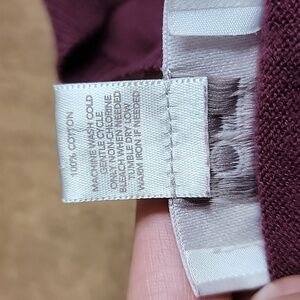 100% COTTON
MACHINE WASH COLD
GENTLE CYCLE
ONLY NON-CHLORINE
BLEACH WHEN NEEDED
TUMBLE DRY LOW
WARM IRON IF NEEDED